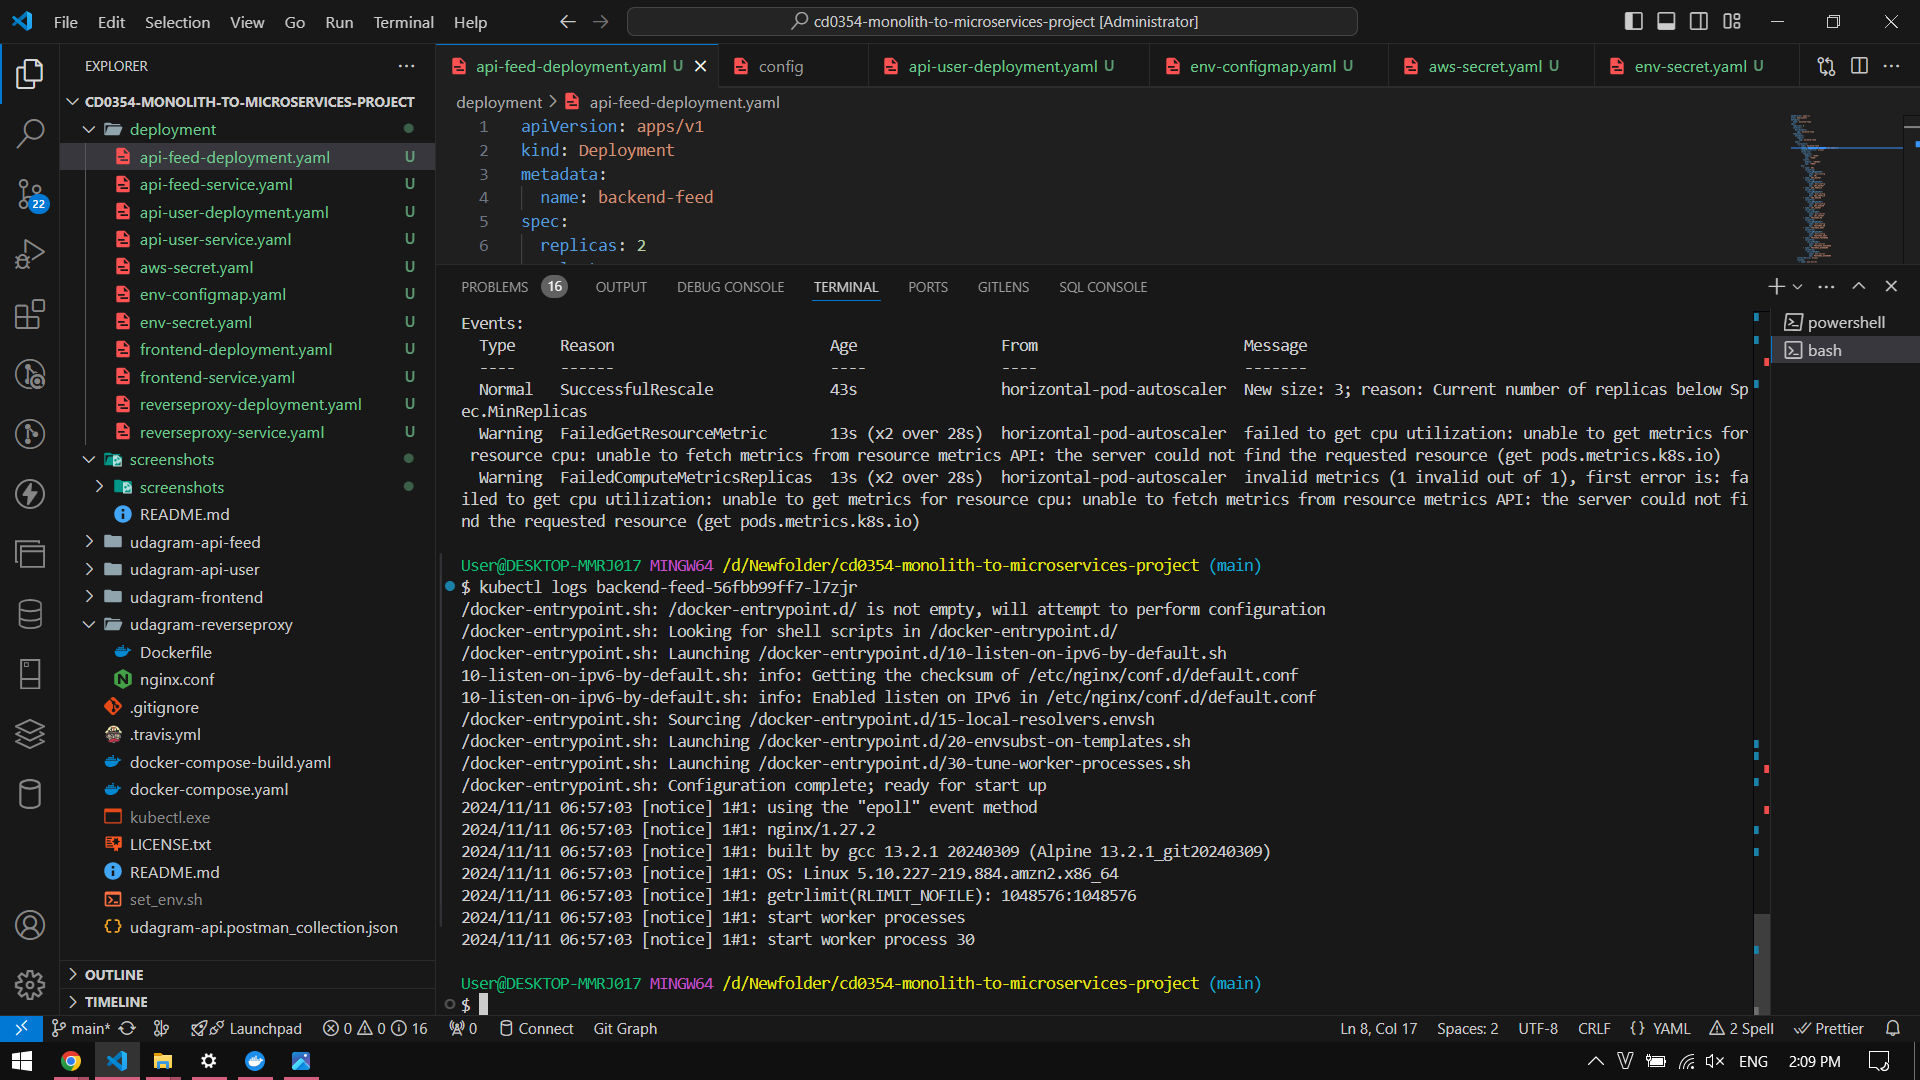 File Edit Selection View Go Run Terminal Help
cd0354-monolith-to-microservices-project [Administrator]
EXPLORER
CD0354-MONOLITH-TO-MICROSERVICES-PROJECT
deployment
api-feed-deployment.yaml U
api-feed-service.yaml U
api-user-deployment.yaml U
api-user-service.yaml U
aws-secret.yaml U
env-configmap.yaml U
env-secret.yaml U
frontend-deployment.yaml U
frontend-service.yaml U
reverseproxy-deployment.yaml U
reverseproxy-service.yaml U
screenshots
screenshots
README.md
udagram-api-feed
udagram-api-user
udagram-frontend
udagram-reverseproxy
Dockerfile
nginx.conf
.gitignore
.travis.yml
docker-compose-build.yaml
docker-compose.yaml
kubectl.exe
LICENSE.txt
README.md
set_env.sh
udagram-api.postman_collection.json
OUTLINE
TIMELINE
22
api-feed-deployment.yaml U config api-user-deployment.yaml U env-configmap.yaml U aws-secret.yaml U env-secret.yaml U
deployment > api-feed-deployment.yaml
1 apiVersion: apps/v1
2 kind: Deployment
3 metadata:
4 name: backend-feed
5 spec:
6 replicas: 2
PROBLEMS 16 OUTPUT DEBUG CONSOLE TERMINAL PORTS GITLENS SQL CONSOLE
powershell
bash
Events:
Type Reason Age From Message
---- ------ ---- ---- -------
Normal SuccessfulRescale 43s horizontal-pod-autoscaler New size: 3; reason: Current number of replicas below Sp
ec.MinReplicas
Warning FailedGetResourceMetric 13s (x2 over 28s) horizontal-pod-autoscaler failed to get cpu utilization: unable to get metrics for
resource cpu: unable to fetch metrics from resource metrics API: the server could not find the requested resource (get pods.metrics.k8s.io)
Warning FailedComputeMetricsReplicas 13s (x2 over 28s) horizontal-pod-autoscaler invalid metrics (1 invalid out of 1), first error is: fa
iled to get cpu utilization: unable to get metrics for resource cpu: unable to fetch metrics from resource metrics API: the server could not fi
nd the requested resource (get pods.metrics.k8s.io)
User@DESKTOP-MMRJ017 MINGW64 /d/Newfolder/cd0354-monolith-to-microservices-project (main)
$ kubectl logs backend-feed-56fbb99ff7-l7zjr
/docker-entrypoint.sh: /docker-entrypoint.d/ is not empty, will attempt to perform configuration
/docker-entrypoint.sh: Looking for shell scripts in /docker-entrypoint.d/
/docker-entrypoint.sh: Launching /docker-entrypoint.d/10-listen-on-ipv6-by-default.sh
10-listen-on-ipv6-by-default.sh: info: Getting the checksum of /etc/nginx/conf.d/default.conf
10-listen-on-ipv6-by-default.sh: info: Enabled listen on IPv6 in /etc/nginx/conf.d/default.conf
/docker-entrypoint.sh: Sourcing /docker-entrypoint.d/15-local-resolvers.envsh
/docker-entrypoint.sh: Launching /docker-entrypoint.d/20-envsubst-on-templates.sh
/docker-entrypoint.sh: Launching /docker-entrypoint.d/30-tune-worker-processes.sh
/docker-entrypoint.sh: Configuration complete; ready for start up
2024/11/11 06:57:03 [notice] 1#1: using the "epoll" event method
2024/11/11 06:57:03 [notice] 1#1: nginx/1.27.2
2024/11/11 06:57:03 [notice] 1#1: built by gcc 13.2.1 20240309 (Alpine 13.2.1_git20240309)
2024/11/11 06:57:03 [notice] 1#1: OS: Linux 5.10.227-219.884.amzn2.x86_64
2024/11/11 06:57:03 [notice] 1#1: getrlimit(RLIMIT_NOFILE): 1048576:1048576
2024/11/11 06:57:03 [notice] 1#1: start worker processes
2024/11/11 06:57:03 [notice] 1#1: start worker process 30
User@DESKTOP-MMRJ017 MINGW64 /d/Newfolder/cd0354-monolith-to-microservices-project (main)
$
main* Launchpad 0 0 16 0 Connect Git Graph Ln 8, Col 17 Spaces: 2 UTF-8 CRLF {} YAML 2 Spell Prettier
ENG 2:09 PM